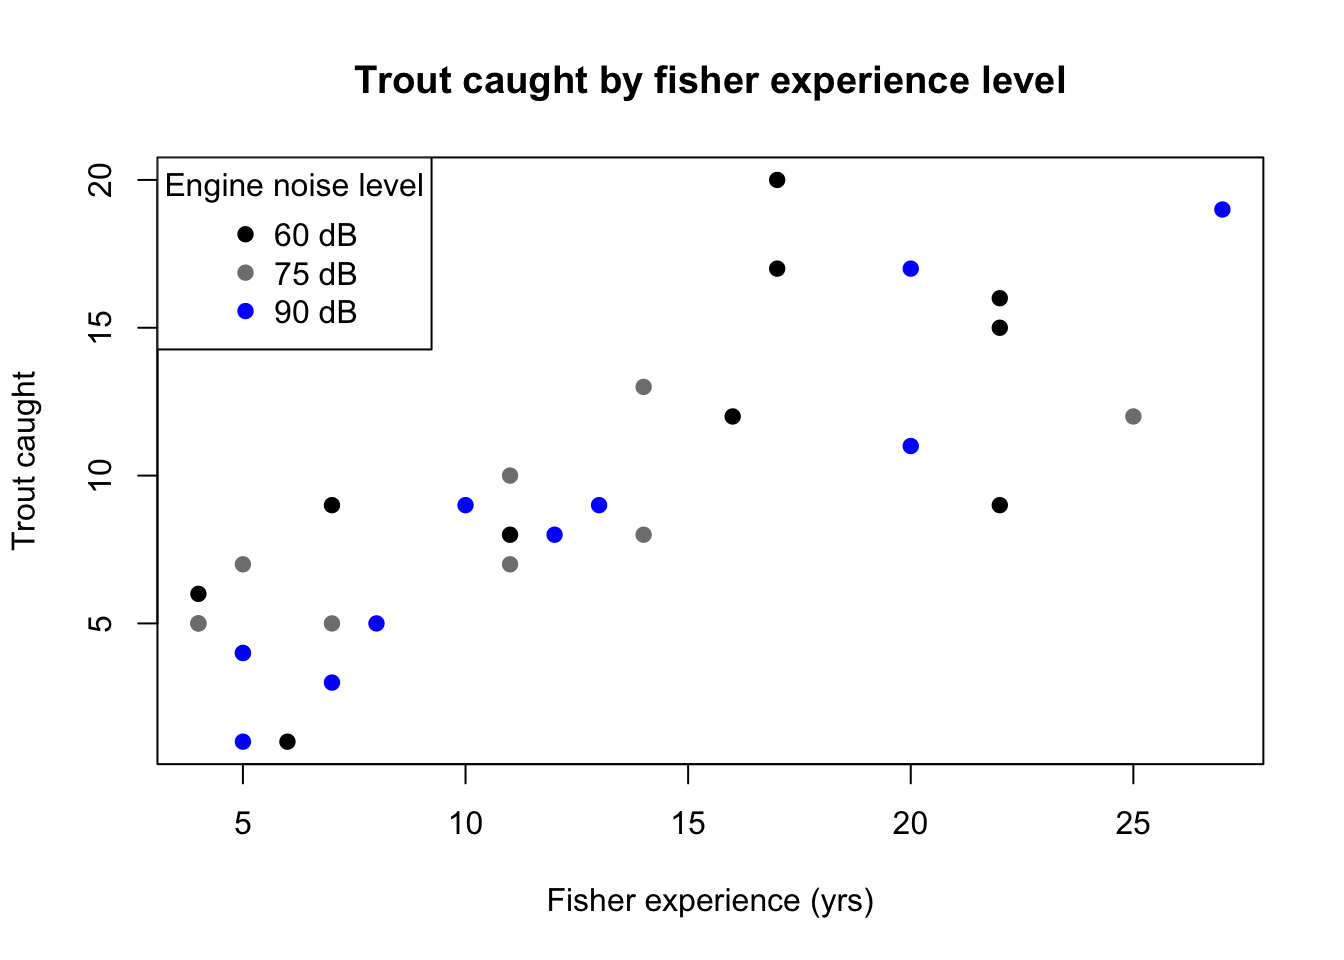 Trout caught by fisher experience level
Engine noise level
60 dB
75 dB
90 dB
20
15
10
5
Trout caught
5 10 15 20 25
Fisher experience (yrs)